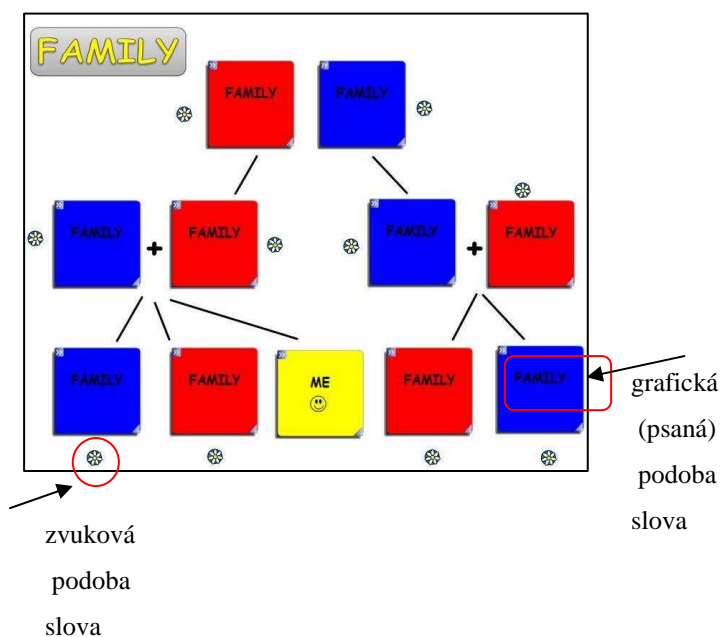 FAMILY
FAMILY FAMILY
FAMILY + FAMILY FAMILY + FAMILY
FAMILY FAMILY ME FAMILY FAMILY
grafická
(psaná)
podoba
slova
zvuková
podoba
slova